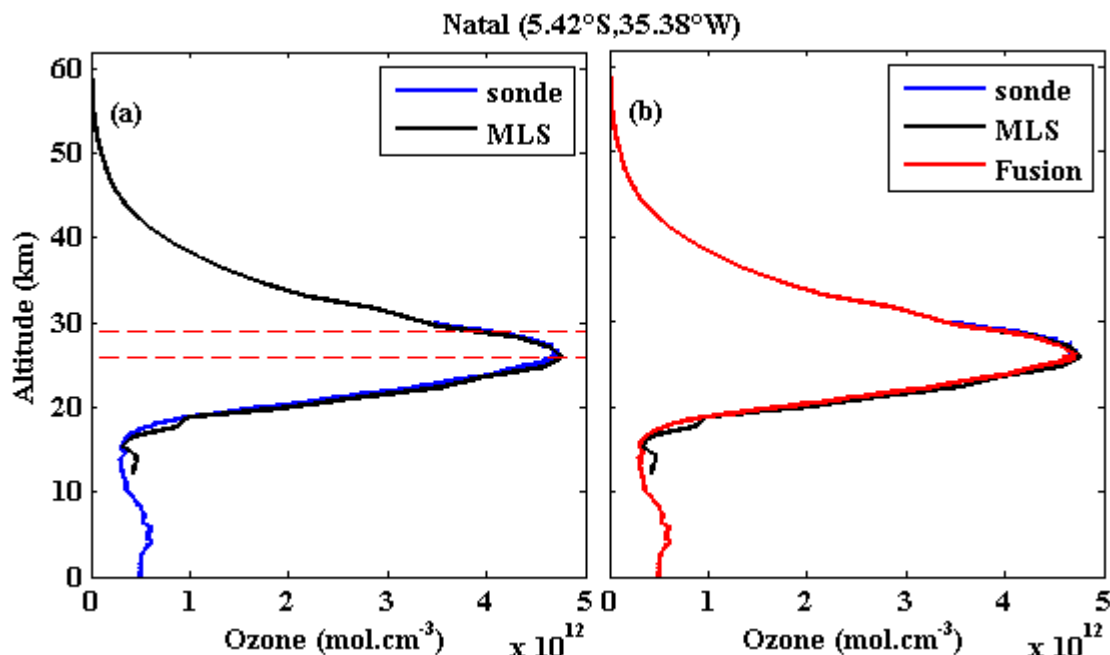 Natal (5.42°S,35.38°W)
60
50
40
30
20
10
0
Altitude (km)
(a)
sonde
MLS
0 1 2 3 4 5
Ozone (mol.cm⁻³)
x 10¹²
(b)
sonde
MLS
Fusion
0 1 2 3 4 5
Ozone (mol.cm⁻³)
x 10¹²